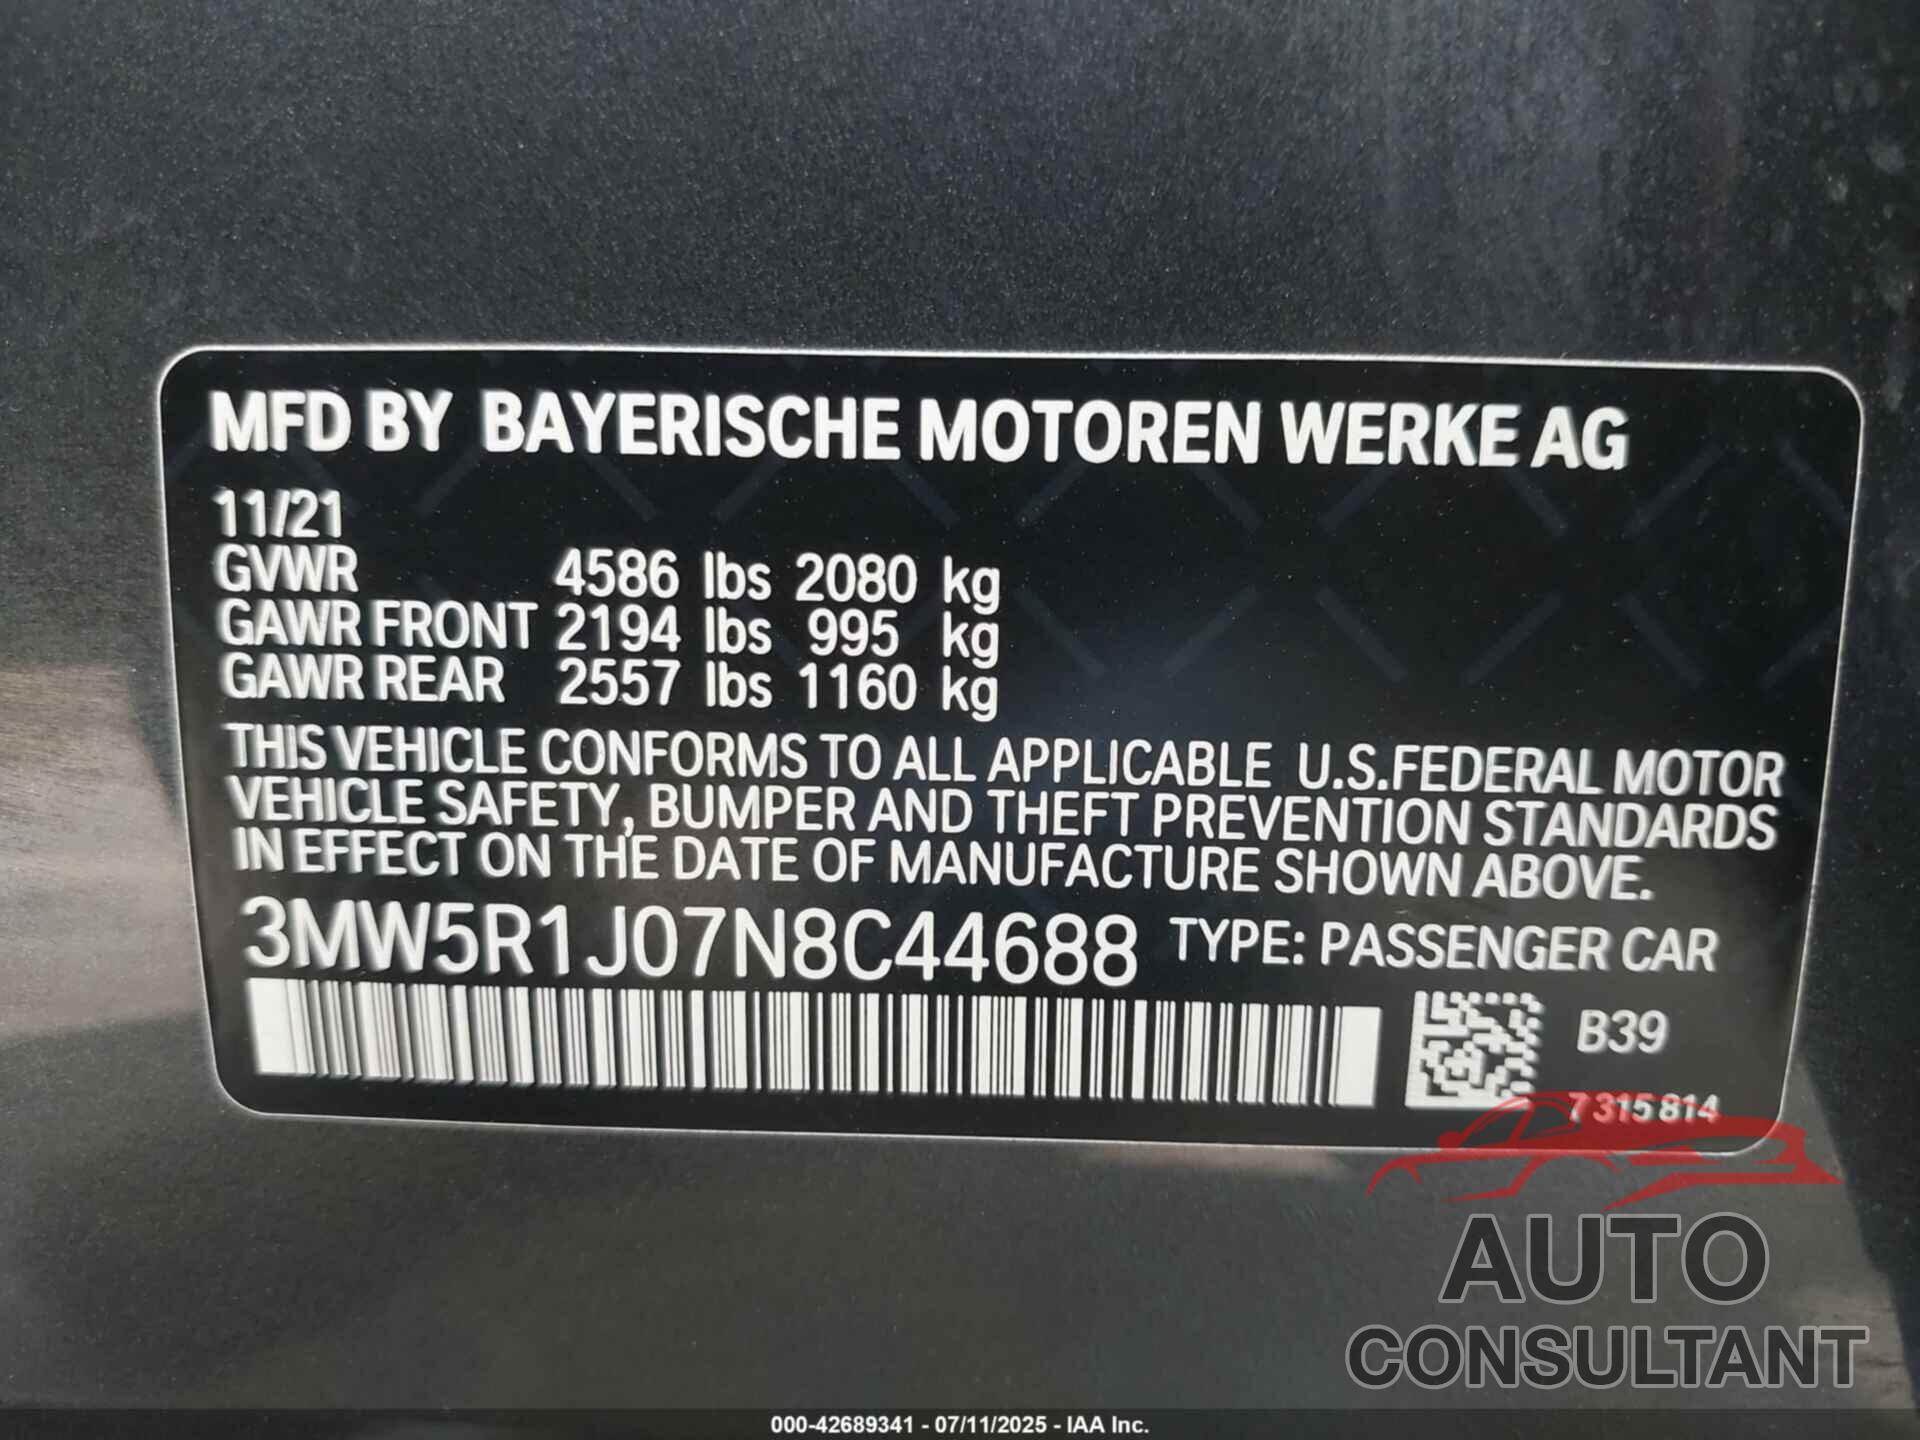 MFD BY BAYERISCHE MOTOREN WERKE AG
11/21
GVWR 4586 lbs 2080 kg
GAWR FRONT 2194 lbs 995 kg
GAWR REAR 2557 lbs 1160 kg
THIS VEHICLE CONFORMS TO ALL APPLICABLE U.S.FEDERAL MOTOR
VEHICLE SAFETY, BUMPER AND THEFT PREVENTION STANDARDS
IN EFFECT ON THE DATE OF MANUFACTURE SHOWN ABOVE.
3MW5R1J07N8C44688 TYPE: PASSENGER CAR
B39
7 315 814
AUTO
CONSULTANT
000-42689341 - 07/11/2025 - IAA Inc.